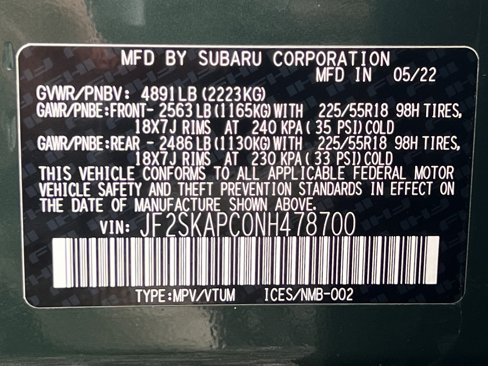 MFD BY SUBARU CORPORATION
MFD IN 05/22
GVWR/PNBV: 4891LB(2223KG)
GAWR/PNBE:FRONT- 2563LB(1165KG)WITH 225/55R18 98H TIRES,
18X7J RIMS AT 240 KPA(35 PSI)COLD
GAWR/PNBE:REAR - 2486LB(1130KG)WITH 225/55R18 98H TIRES,
18X7J RIMS AT 230 KPA(33 PSI)COLD
THIS VEHICLE CONFORMS TO ALL APPLICABLE FEDERAL MOTOR
VEHICLE SAFETY AND THEFT PREVENTION STANDARDS IN EFFECT
ON THE DATE OF MANUFACTURE SHOWN ABOVE.
VIN: JF2SKAPC0NH478700
TYPE:MPV/VTUM ICES/NMB-002